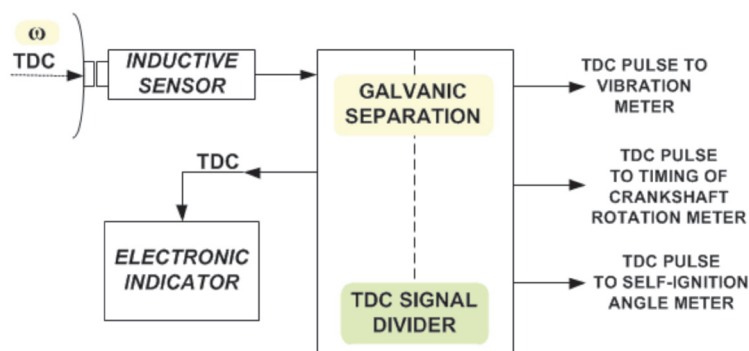 ω
TDC
INDUCTIVE
SENSOR
GALVANIC
SEPARATION
TDC PULSE TO
VIBRATION
METER
TDC
TDC PULSE
TO TIMING OF
CRANKSHAFT
ROTATION METER
ELECTRONIC
INDICATOR
TDC SIGNAL
DIVIDER
TDC PULSE
TO SELF-IGNITION
ANGLE METER